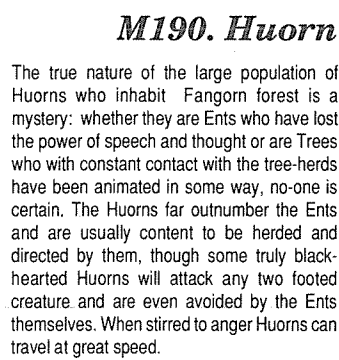 M190. Huorn
The true nature of the large population of
Huorns who inhabit Fangorn forest is a
mystery: whether they are Ents who have lost
the power of speech and thought or are Trees
who with constant contact with the tree-herds
have been animated in some way, no-one is
certain. The Huorns far outnumber the Ents
and are usually content to be herded and
directed by them, though some truly black-
hearted Huorns will attack any two footed
creature and are even avoided by the Ents
themselves. When stirred to anger Huorns can
travel at great speed.